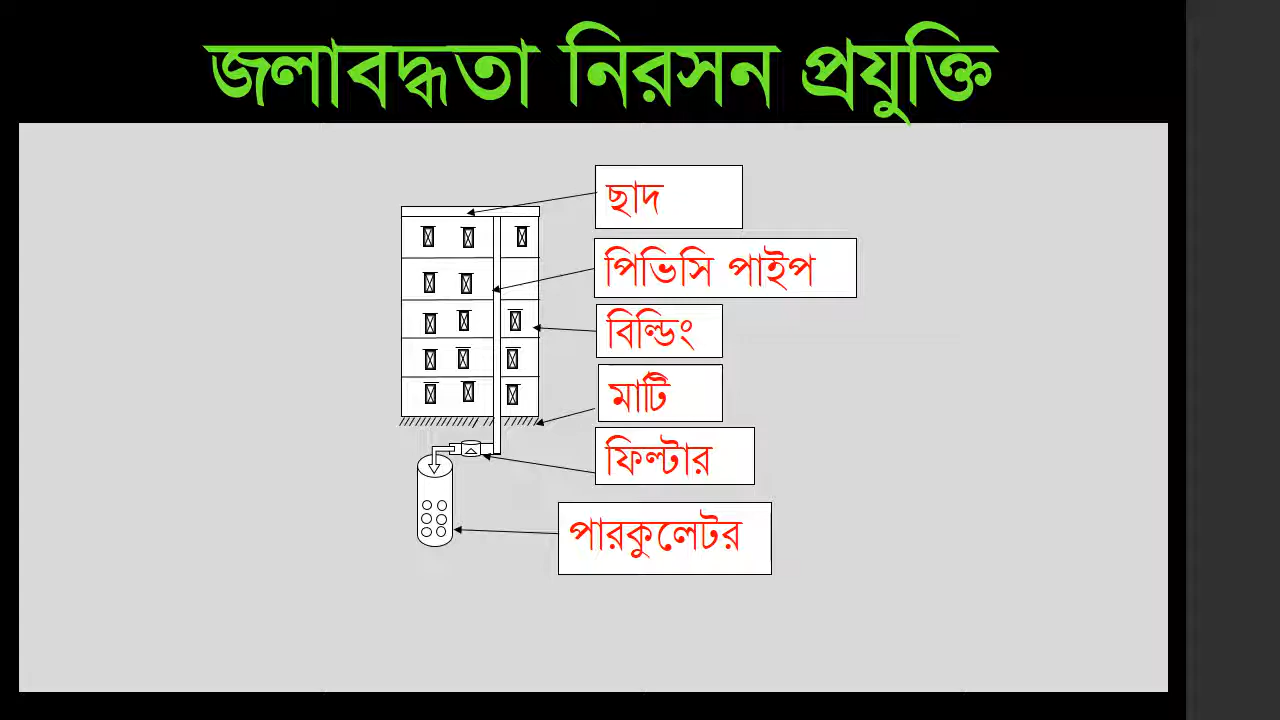 জলাবদ্ধতা নিরসন প্রযুক্তি
ছাদ
পিভিসি পাইপ
বিল্ডিং
মাটি
ফিল্টার
পারকুলেটর